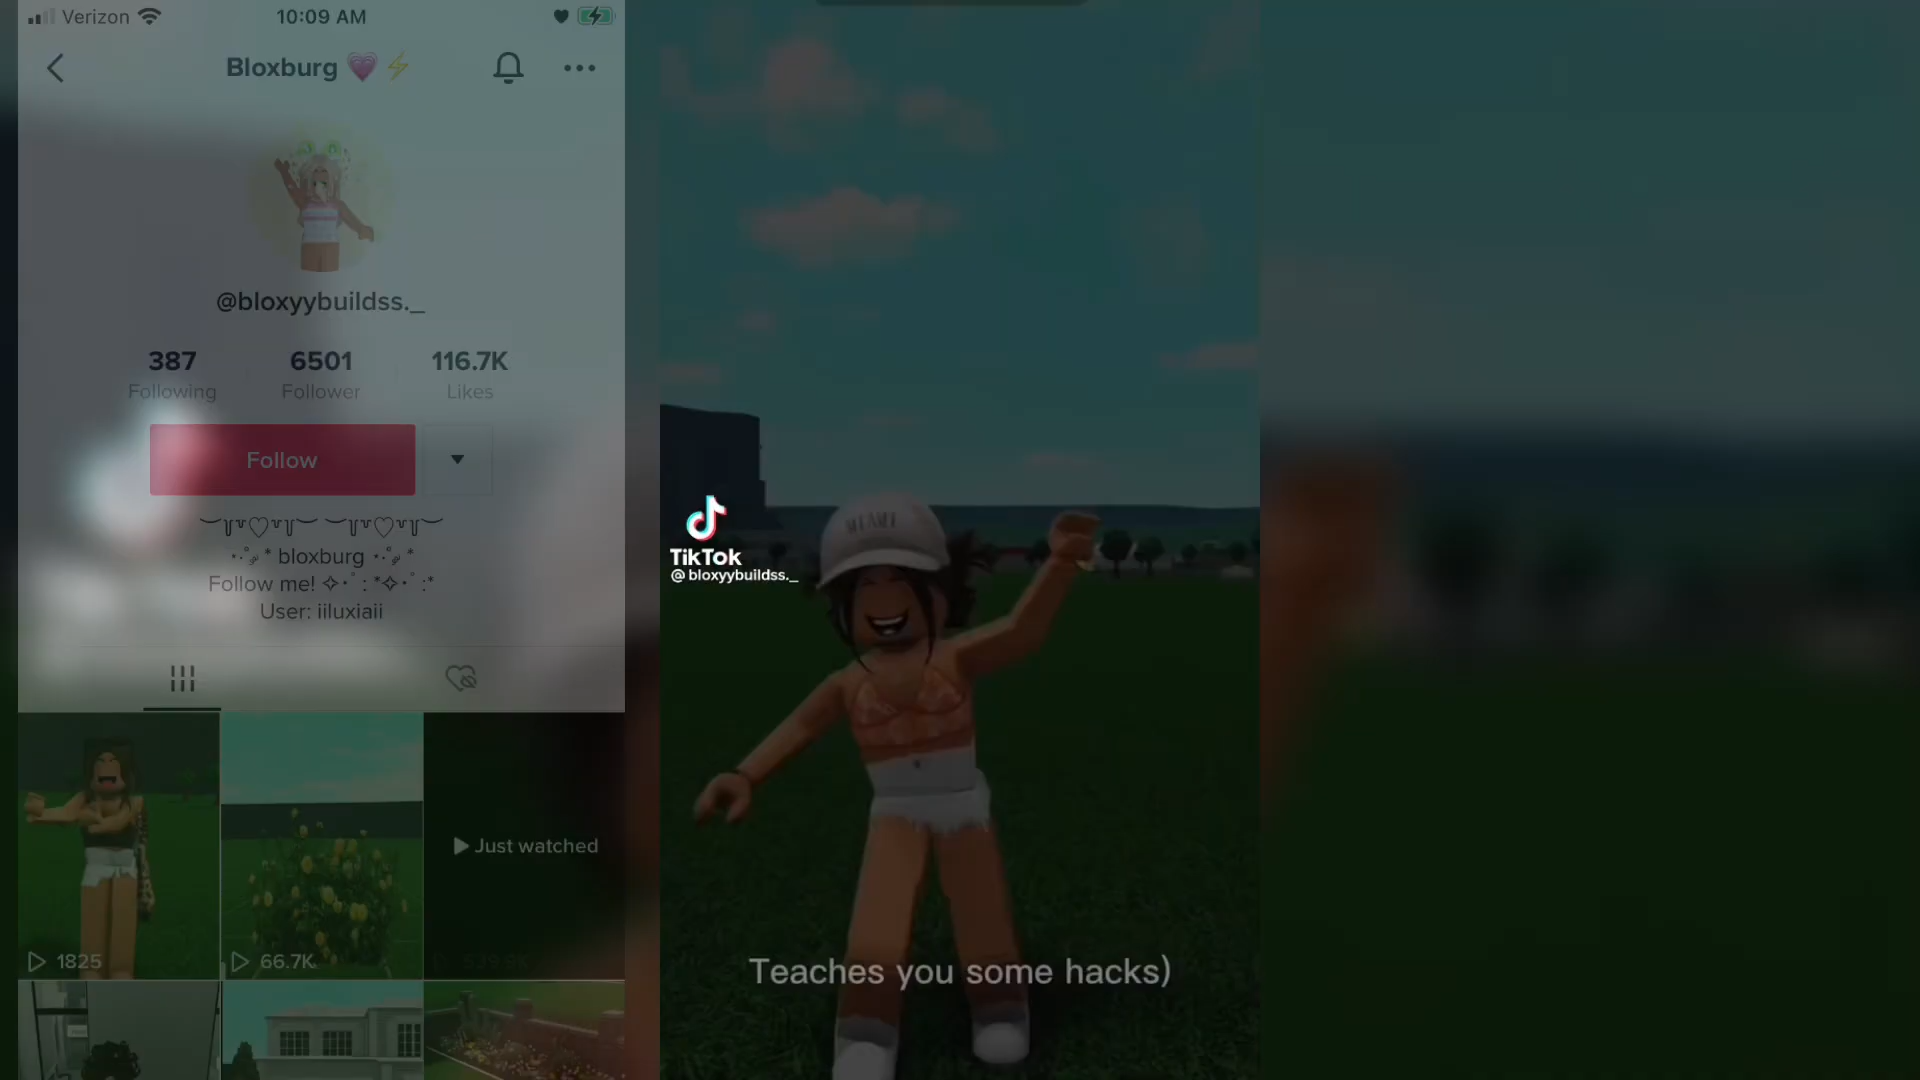 Verizon
10:09 AM
Bloxburg 💗⚡
@bloxyybuildss._
387
Following
6501
Follower
116.7K
Likes
Follow
* bloxburg *
Follow me! ✧・ﾟ: *✧・ﾟ:*
User: iiluxiaii
Just watched
1825
66.7K
TikTok
@bloxyybuildss._
Teaches you some hacks)